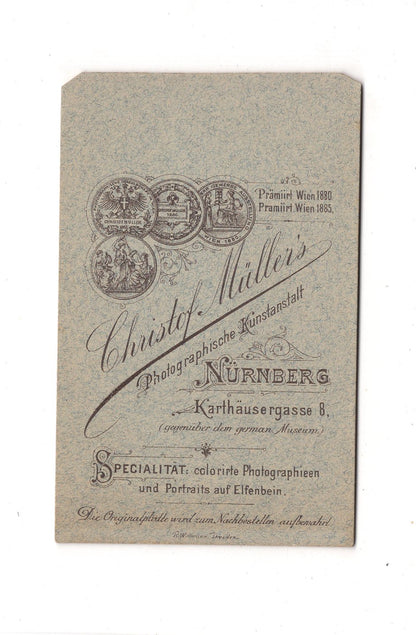 Prämiirt Wien 1880.
Pramiirt Wien 1883.
Christof Müller's
Photographische Kunstanstalt
NÜRNBERG
Karthäusergasse 8,
(gegenüber dem german Museum.)
SPECIALITÄT: colorirte Photographieen
und Portraits auf Elfenbein.
Die Originalplatte wird zum Nachbestellen aufbewahrt